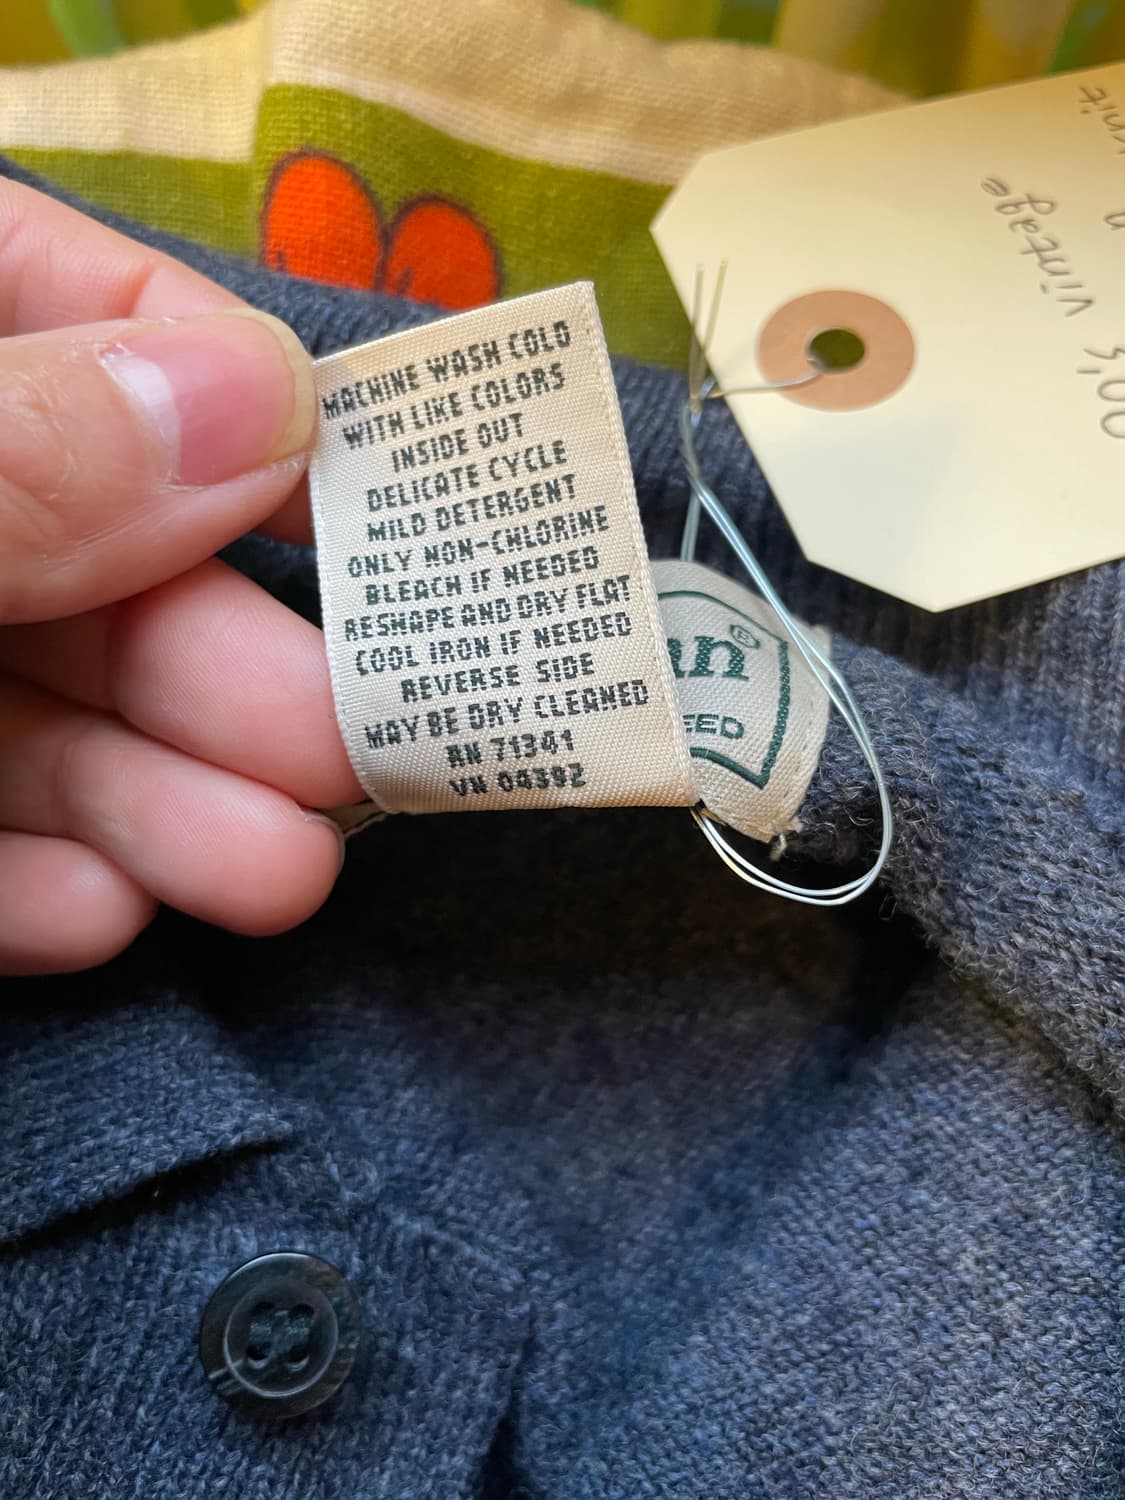 MACHINE WASH COLD
WITH LIKE COLORS
INSIDE OUT
DELICATE CYCLE
MILD DETERGENT
ONLY NON-CHLORINE
BLEACH IF NEEDED
RESHAPE AND DRY FLAT
COOL IRON IF NEEDED
REVERSE SIDE
MAY BE DRY CLEANED
RN 71341
VN 04392
vintage